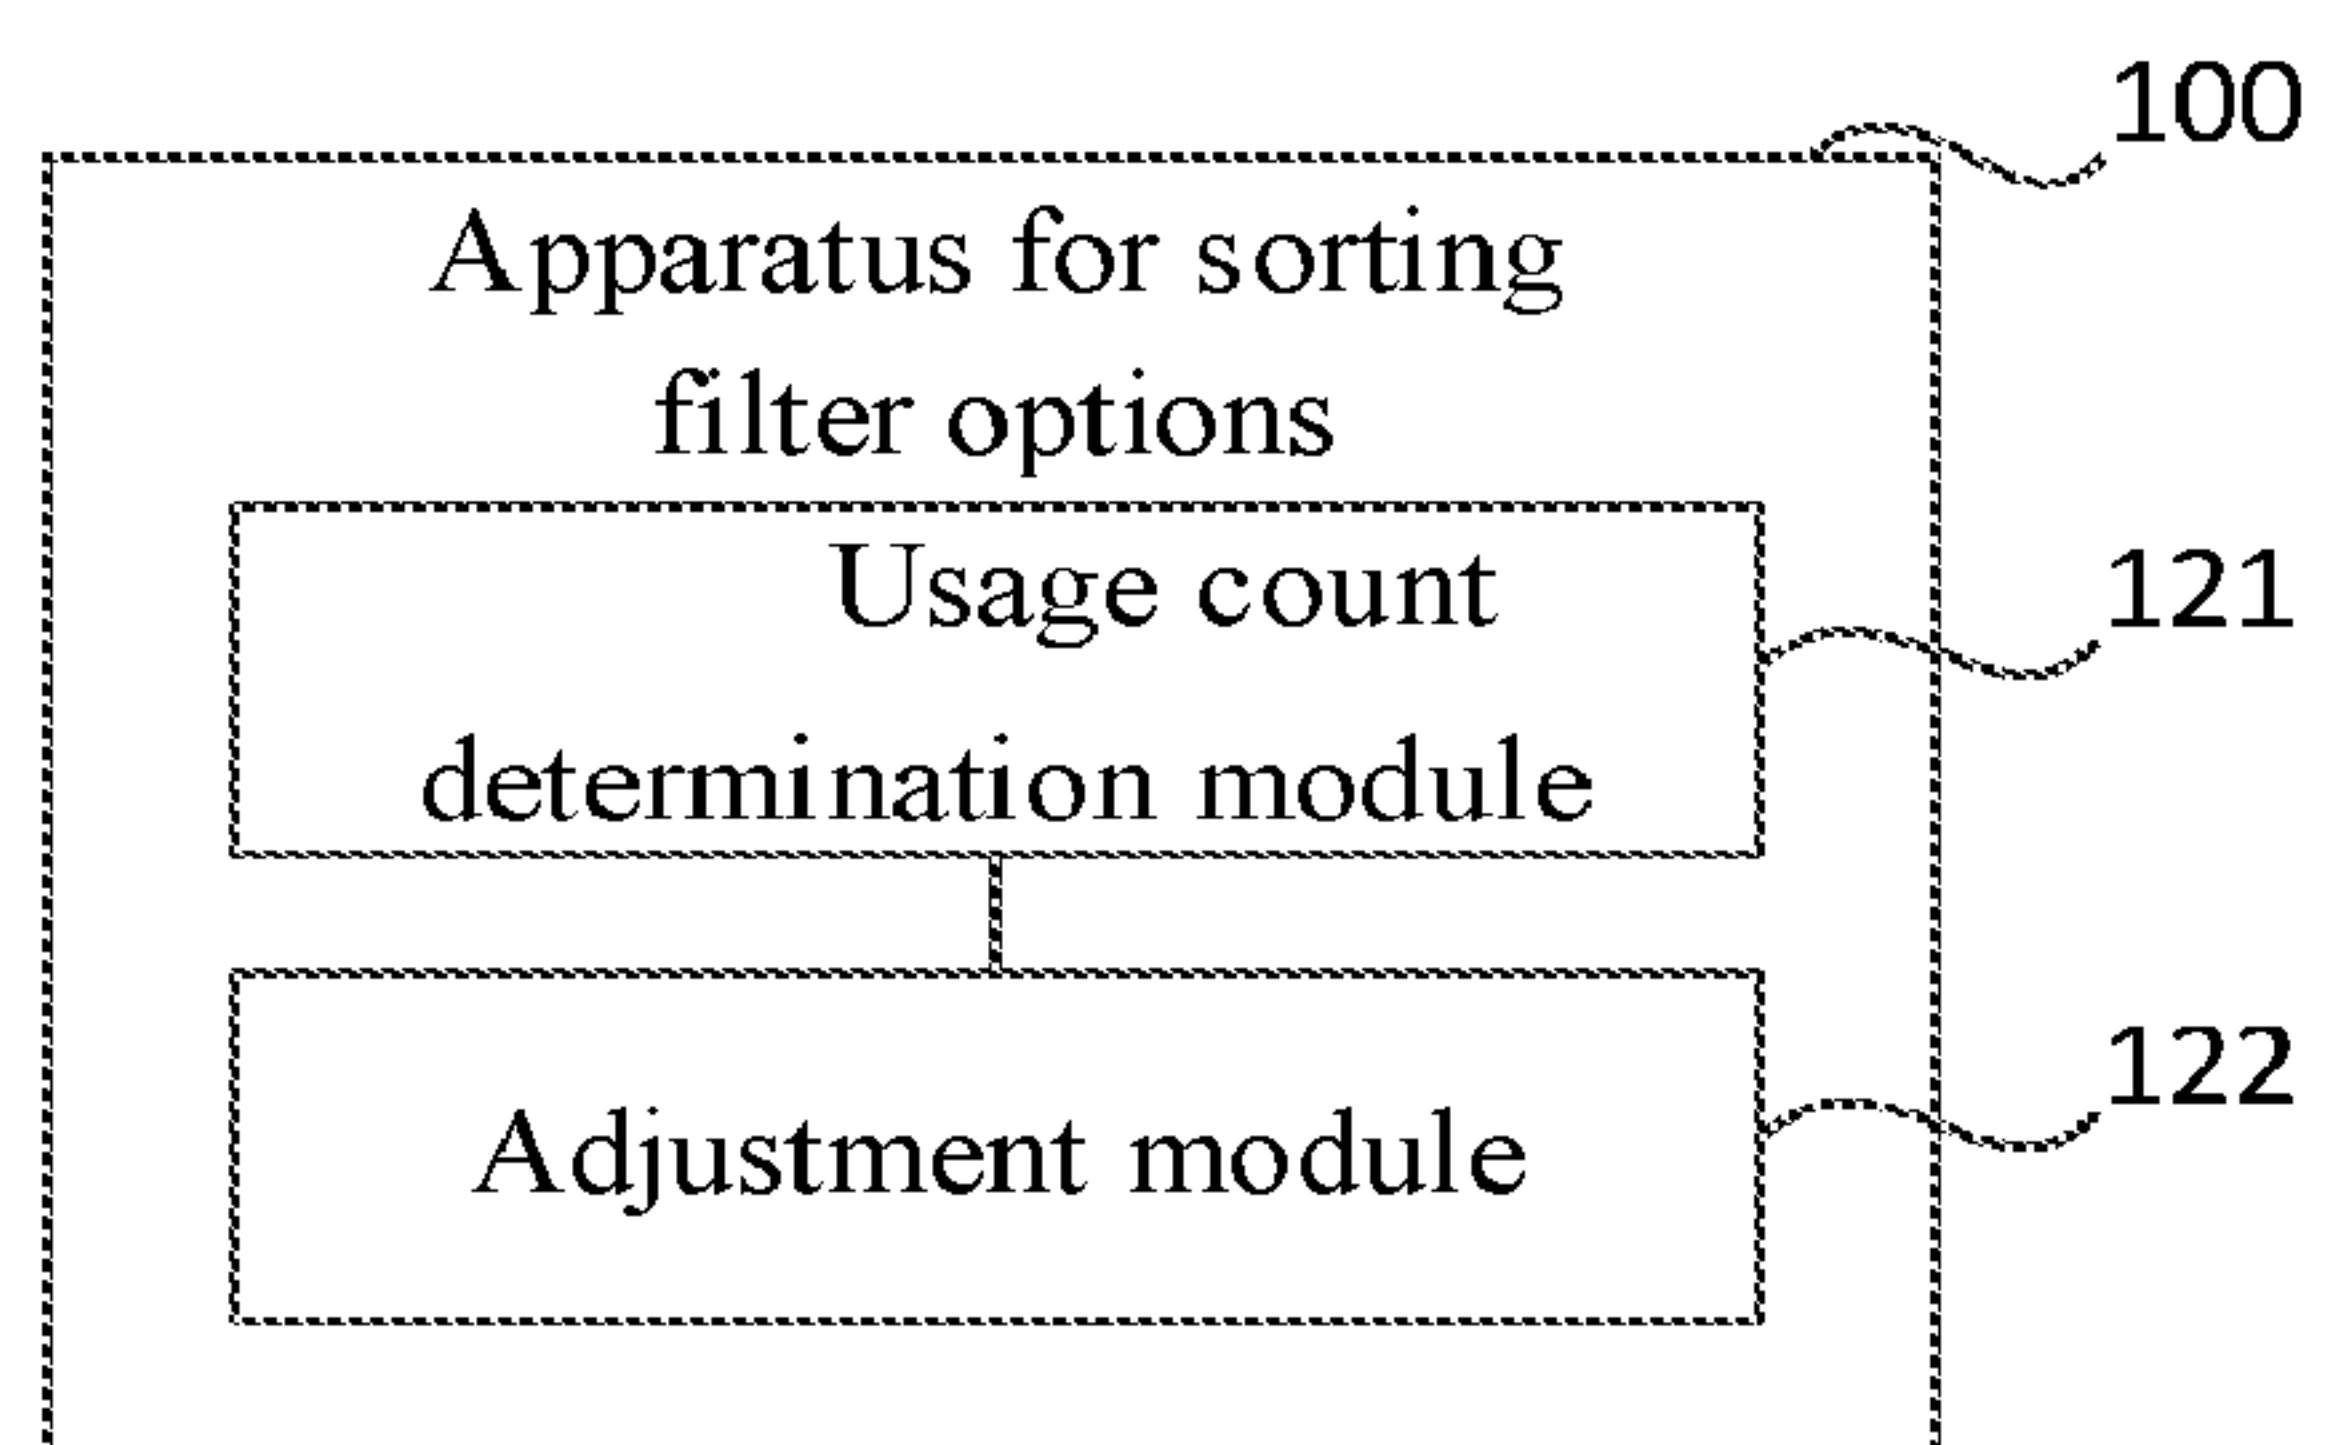 100
Apparatus for sorting
filter options
Usage count
121
determination module
122
Adjustment module